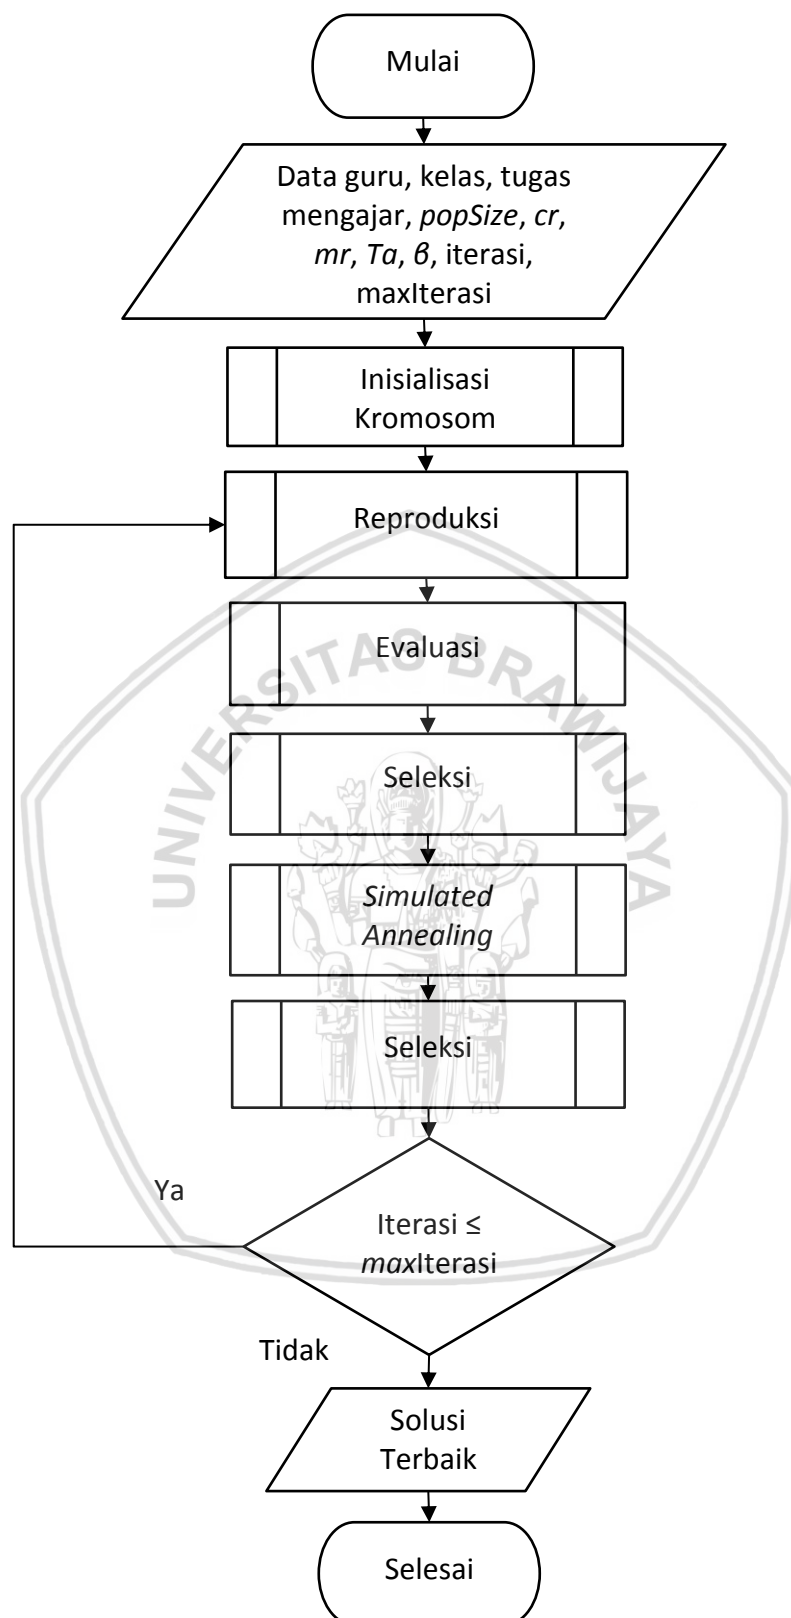 Mulai
Data guru, kelas, tugas
mengajar, popSize, cr,
mr, Ta, β, iterasi,
maxIterasi
Inisialisasi
Kromosom
Reproduksi
Evaluasi
UNIVERSITAS BRAWIJAYA
Seleksi
Simulated
Annealing
Seleksi
Ya
Iterasi ≤
maxIterasi
Tidak
Solusi
Terbaik
Selesai